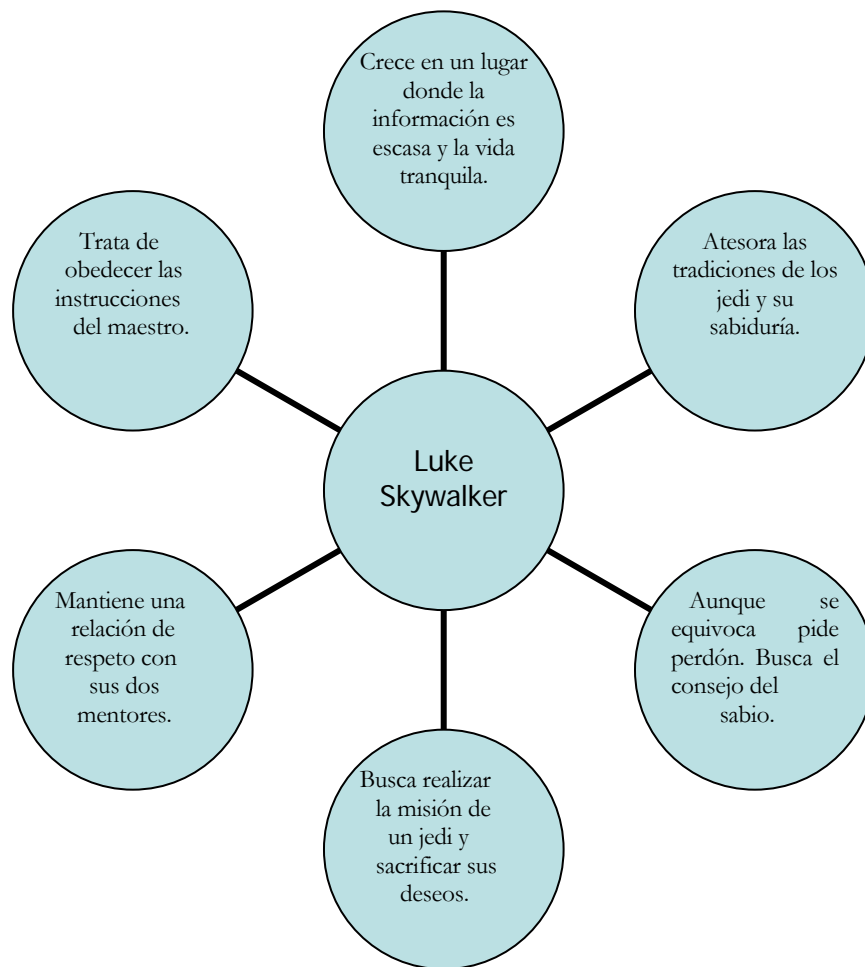 Crece en un lugar
donde la
información es
escasa y la vida
tranquila.
Trata de
obedecer las
instrucciones
del maestro.
Atesora las
tradiciones de los
jedi y su
sabiduría.
Luke
Skywalker
Mantiene una
relación de
respeto con
sus dos
mentores.
Aunque se
equivoca pide
perdón. Busca el
consejo del
sabio.
Busca realizar
la misión de
un jedi y
sacrificar sus
deseos.